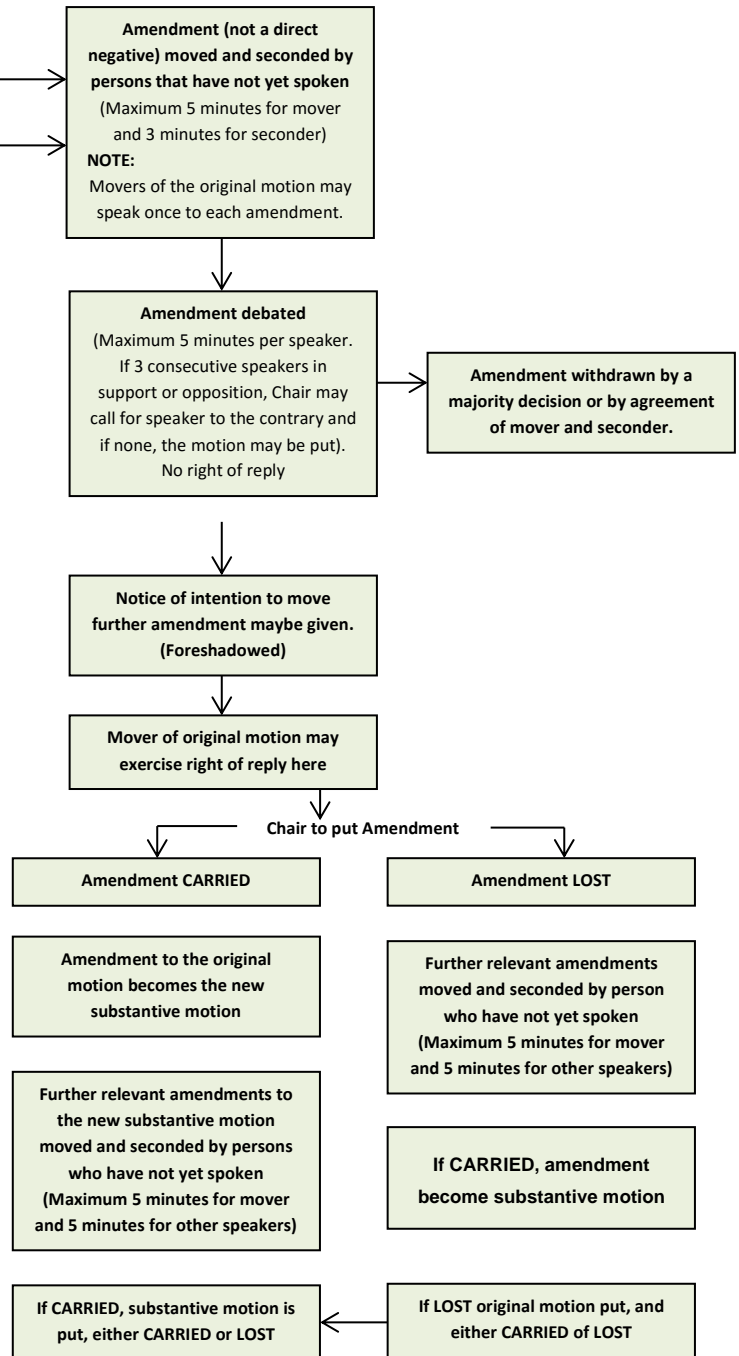 Amendment (not a direct
negative) moved and seconded by
persons that have not yet spoken
(Maximum 5 minutes for mover
and 3 minutes for seconder)
NOTE:
Movers of the original motion may
speak once to each amendment.
Amendment debated
(Maximum 5 minutes per speaker.
If 3 consecutive speakers in
support or opposition, Chair may
call for speaker to the contrary and
if none, the motion may be put).
No right of reply
Amendment withdrawn by a
majority decision or by agreement
of mover and seconder.
Notice of intention to move
further amendment maybe given.
(Foreshadowed)
Mover of original motion may
exercise right of reply here
Chair to put Amendment
Amendment CARRIED
Amendment to the original
motion becomes the new
substantive motion
Further relevant amendments to
the new substantive motion
moved and seconded by persons
who have not yet spoken
(Maximum 5 minutes for mover
and 5 minutes for other speakers)
If CARRIED, substantive motion is
put, either CARRIED or LOST
Amendment LOST
Further relevant amendments
moved and seconded by person
who have not yet spoken
(Maximum 5 minutes for mover
and 5 minutes for other speakers)
If CARRIED, amendment
become substantive motion
If LOST original motion put, and
either CARRIED of LOST